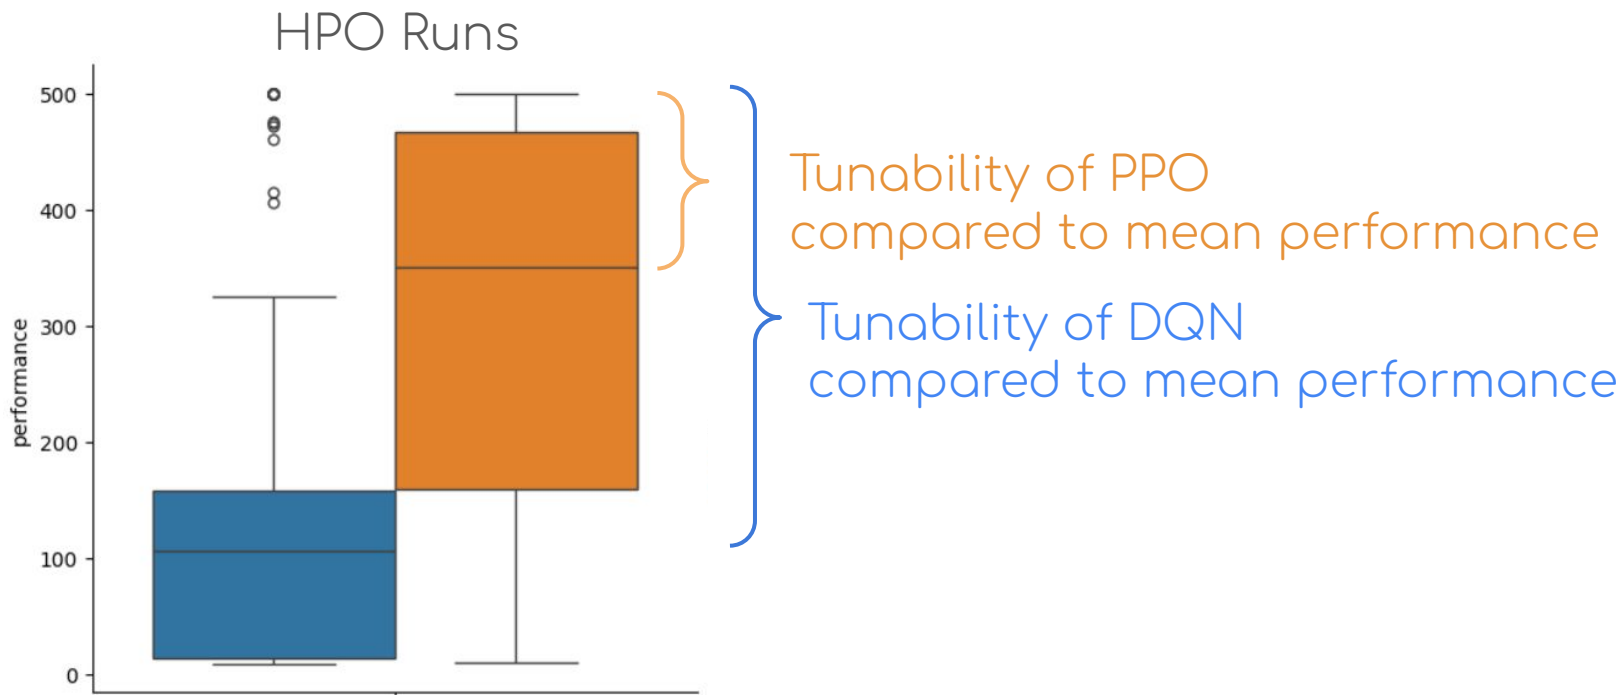 HPO Runs
500
400
300
200
100
0
performance
Tunability of PPO
compared to mean performance
Tunability of DQN
compared to mean performance